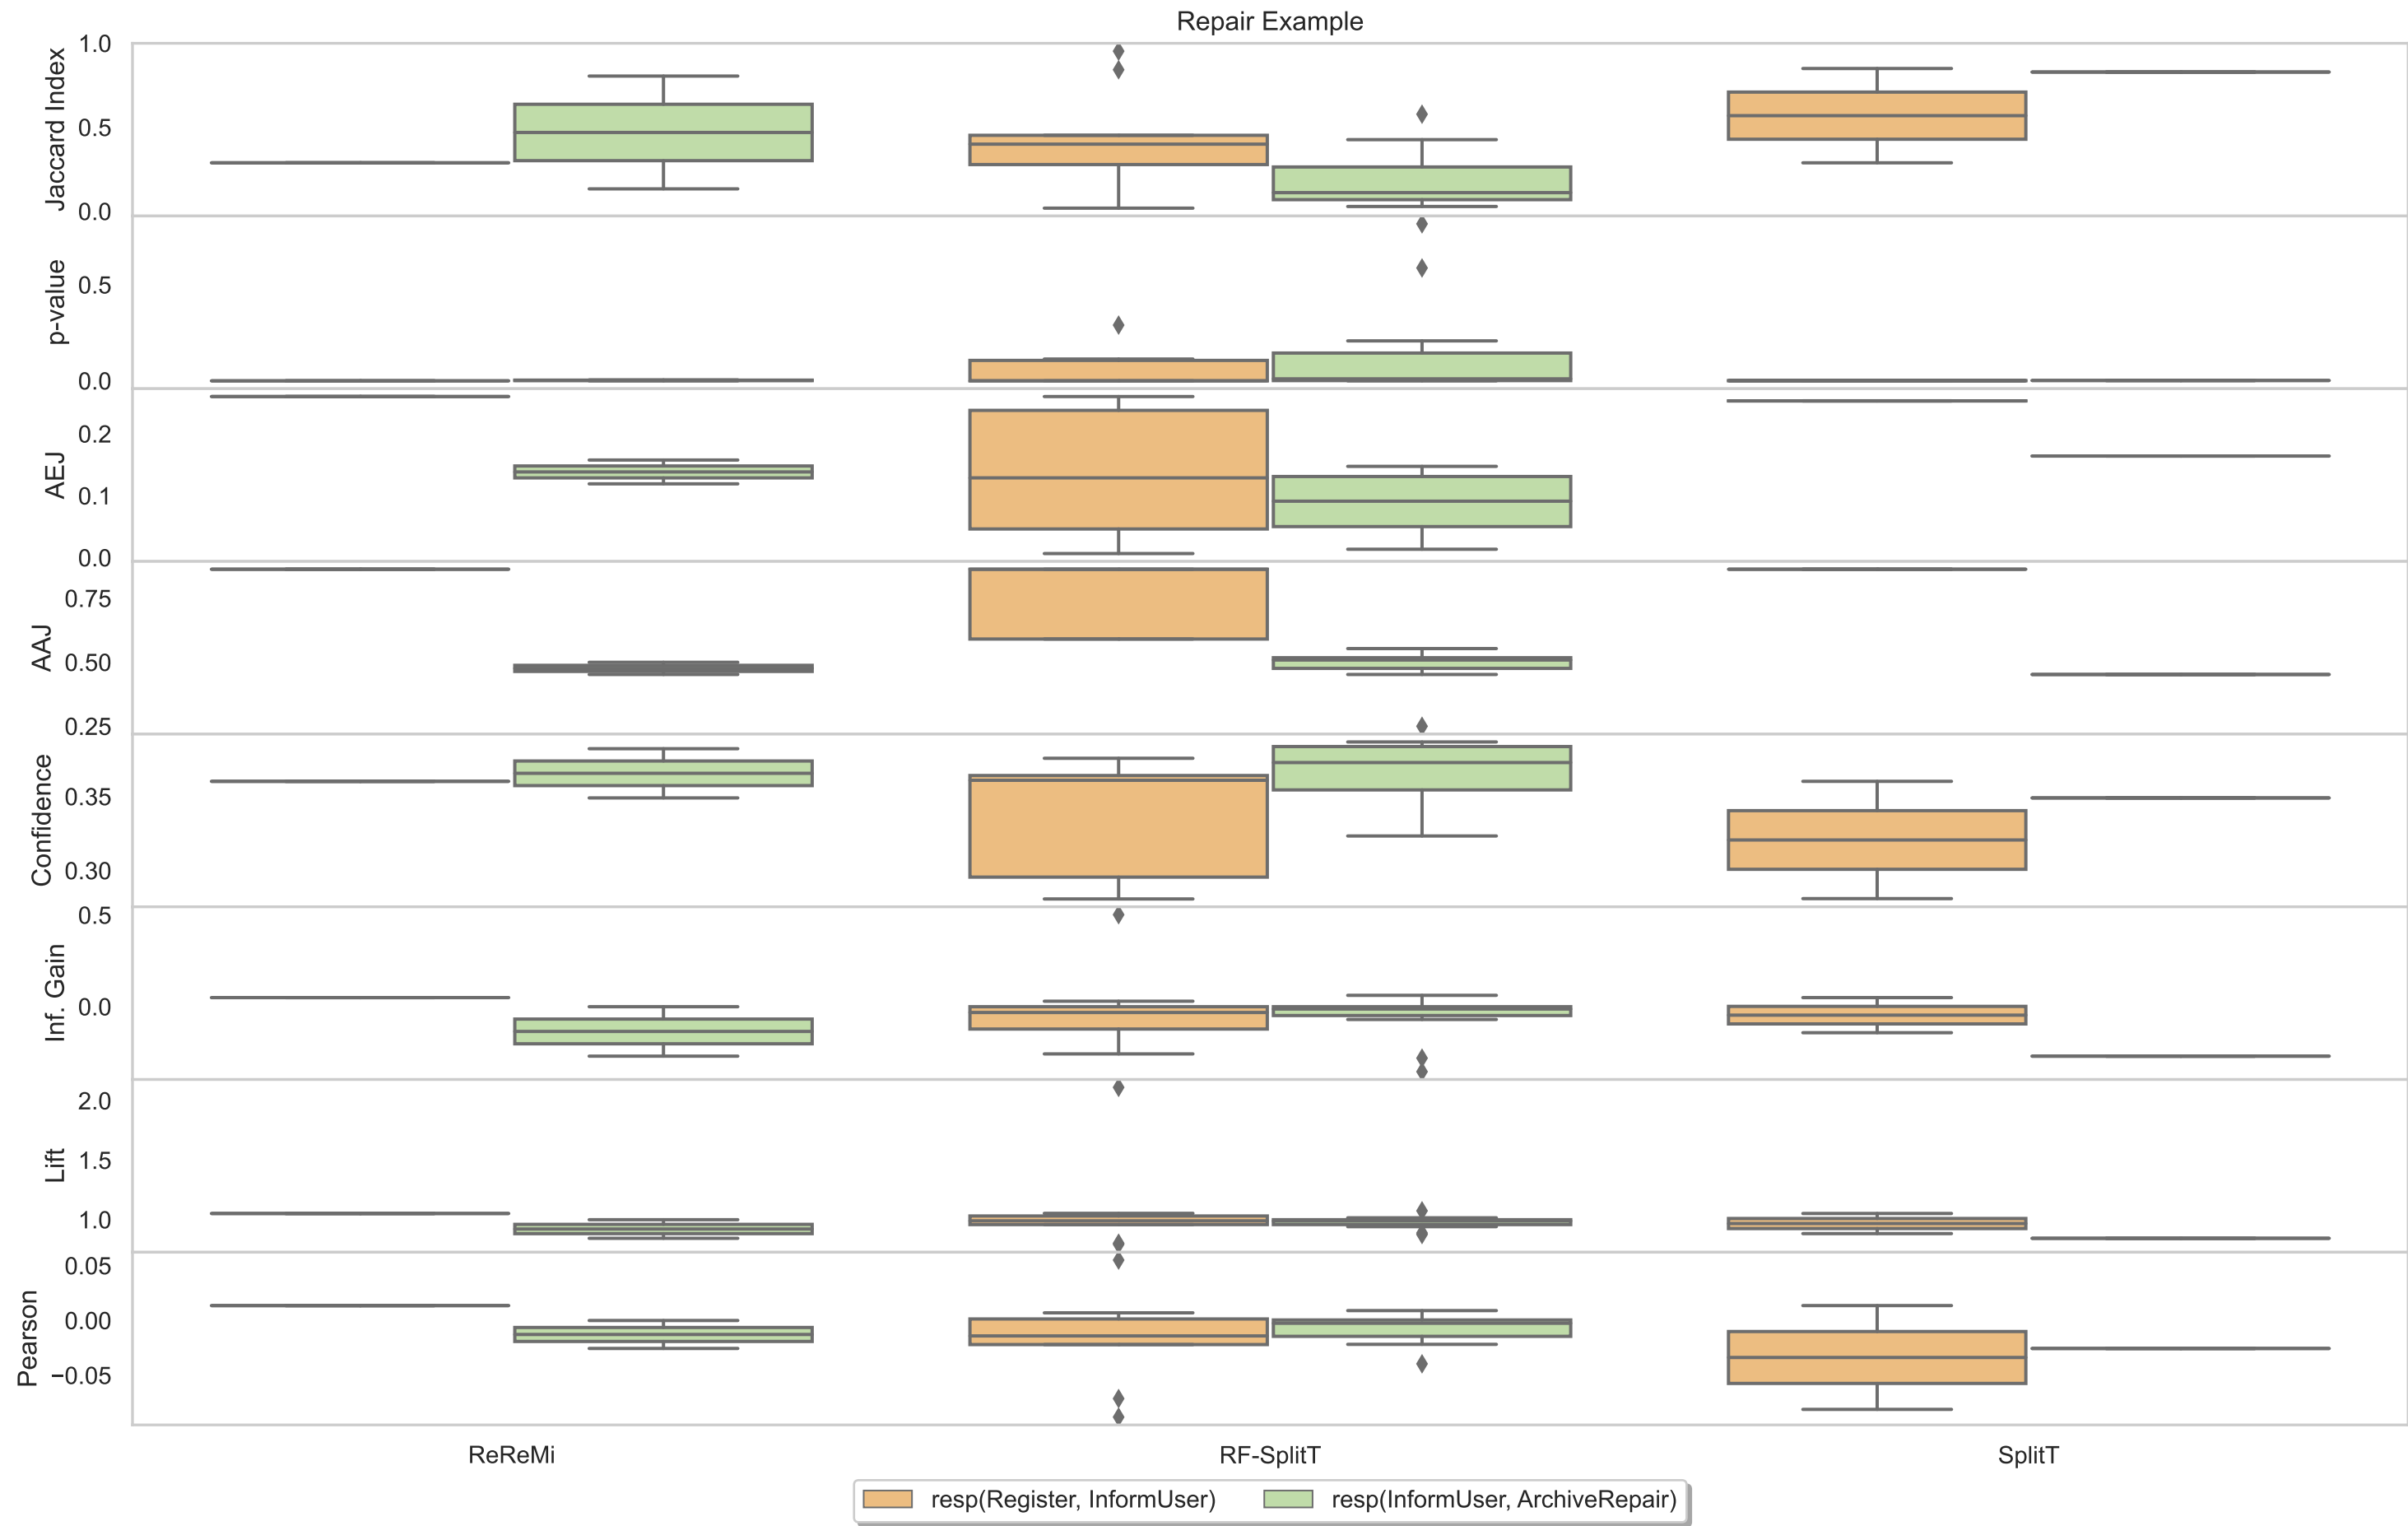 Repair Example
Jaccard Index
1.0
0.5
0.0
p-value
0.5
0.0
AEJ
0.2
0.1
0.0
AAJ
0.75
0.50
0.25
Confidence
0.35
0.30
Inf. Gain
0.5
0.0
Lift
2.0
1.5
1.0
Pearson
0.05
0.00
−0.05
ReReMi RF-SplitT SplitT
resp(Register, InformUser) resp(InformUser, ArchiveRepair)